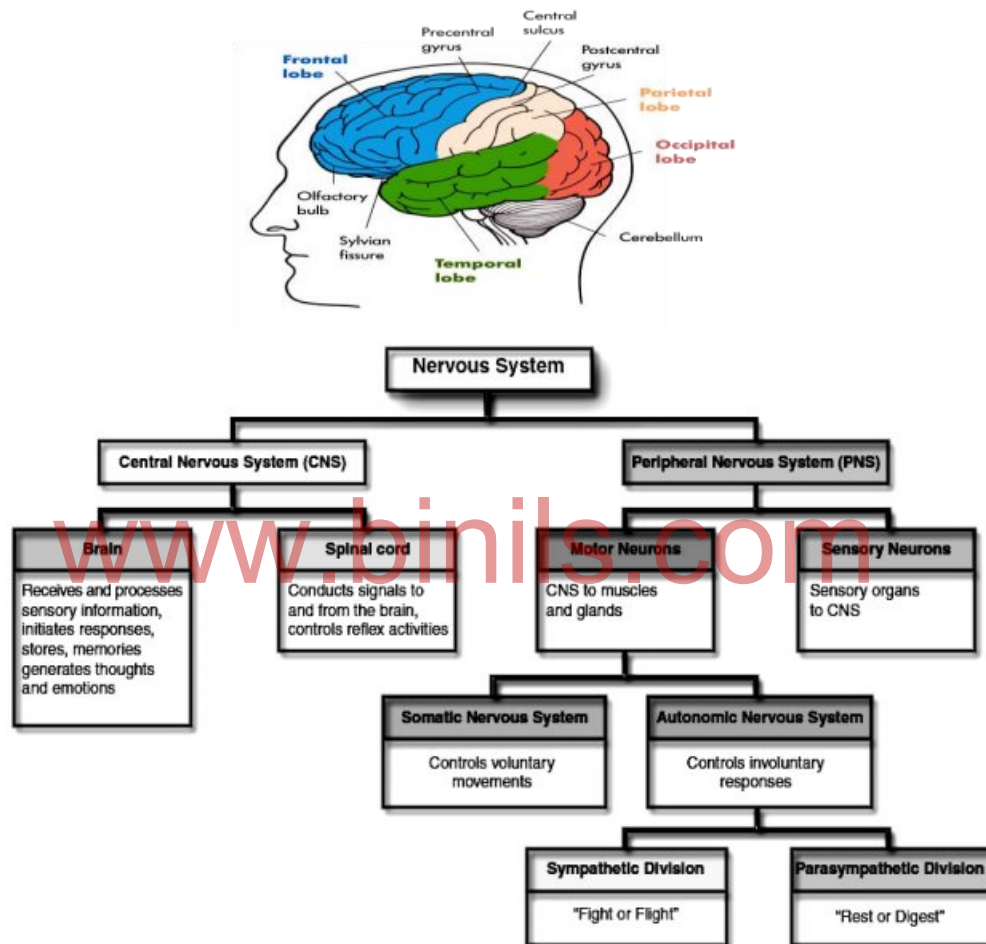 Central
sulcus
Precentral
gyrus
Postcentral
gyrus
Frontal
lobe
Parietal
lobe
Occipital
lobe
Olfactory
bulb
Sylvian
fissure
Cerebellum
Temporal
lobe
Nervous System
Central Nervous System (CNS)
Peripheral Nervous System (PNS)
www.binils.com
Brain
Receives and processes
sensory information,
initiates responses,
stores, memories
generates thoughts
and emotions
Spinal cord
Conducts signals to
and from the brain,
controls reflex activities
Motor Neurons
CNS to muscles
and glands
Sensory Neurons
Sensory organs
to CNS
Somatic Nervous System
Controls voluntary
movements
Autonomic Nervous System
Controls involuntary
responses
Sympathetic Division
"Fight or Flight"
Parasympathetic Division
"Rest or Digest"